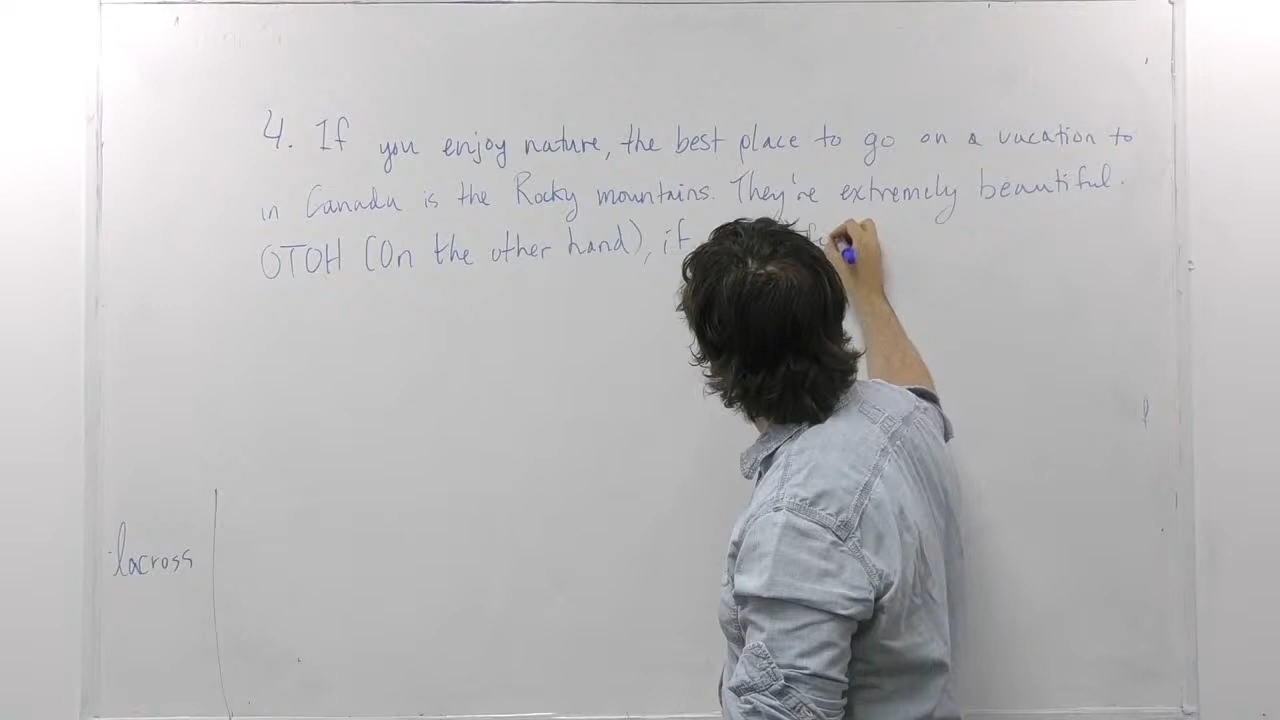 4. If you enjoy nature, the best place to go on a vacation to
in Canada is the Rocky mountains. They're extremely beautiful.
OTOH (On the other hand), if
lacross